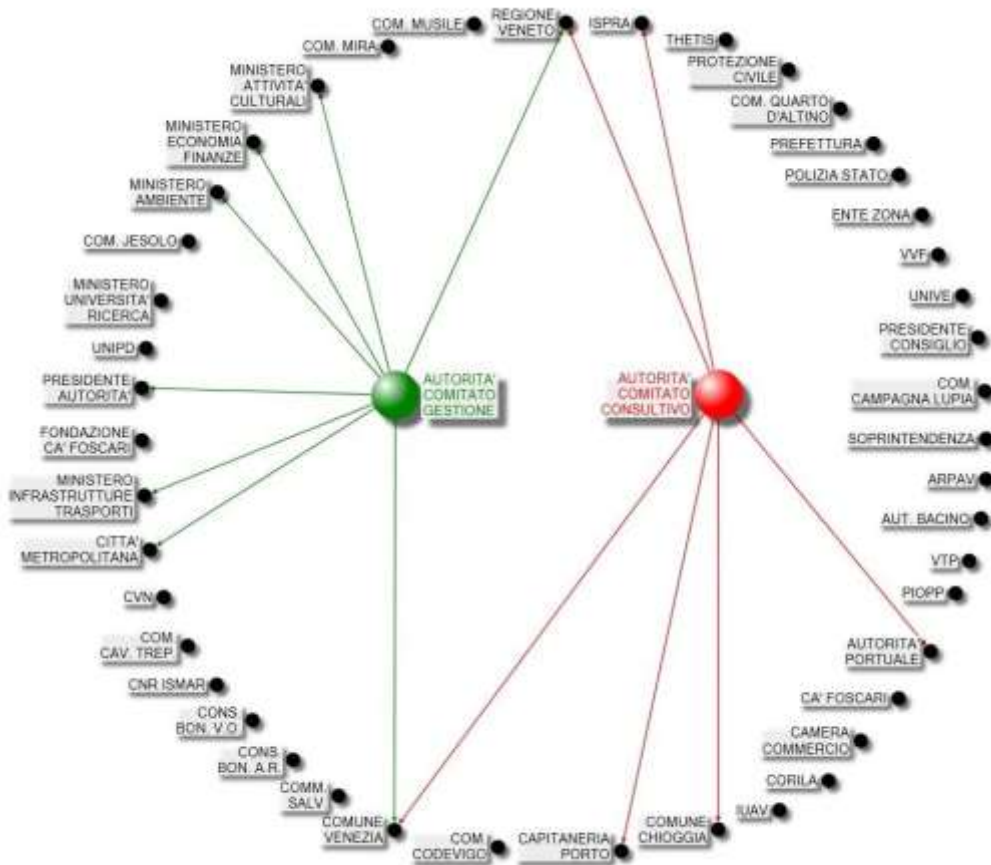 COM. MUSILE
REGIONE
VENETO
ISPRA
COM. MIRA
THETIS
MINISTERO
ATTIVITA'
CULTURALI
PROTEZIONE
CIVILE
COM. QUARTO
D'ALTINO
MINISTERO
ECONOMIA
FINANZE
PREFETTURA
POLIZIA STATO
MINISTERO
AMBIENTE
ENTE ZONA
COM. JESOLO
VVF
MINISTERO
UNIVERSITA'
RICERCA
UNIVE
UNIPD
PRESIDENTE
CONSIGLIO
PRESIDENTE
AUTORITA'
AUTORITA'
COMITATO
GESTIONE
AUTORITA'
COMITATO
CONSULTIVO
COM.
CAMPAGNA LUPIA
FONDAZIONE
CA' FOSCARI
SOPRINTENDENZA
MINISTERO
INFRASTRUTTURE
TRASPORTI
ARPAV
AUT. BACINO
CITTA'
METROPOLITANA
VTP
CVN
PIOPP
COM
CAV. TREP.
AUTORITA'
PORTUALE
CNR ISMAR
CA' FOSCARI
CONS
BON. V.O.
CAMERA
COMMERCIO
CONS.
BON. A.R.
CORILA
COMM.
SALV
IUAV
COMUNE
VENEZIA
COM
CODEVIGO
CAPITANERIA
PORTO
COMUNE
CHIOGGIA